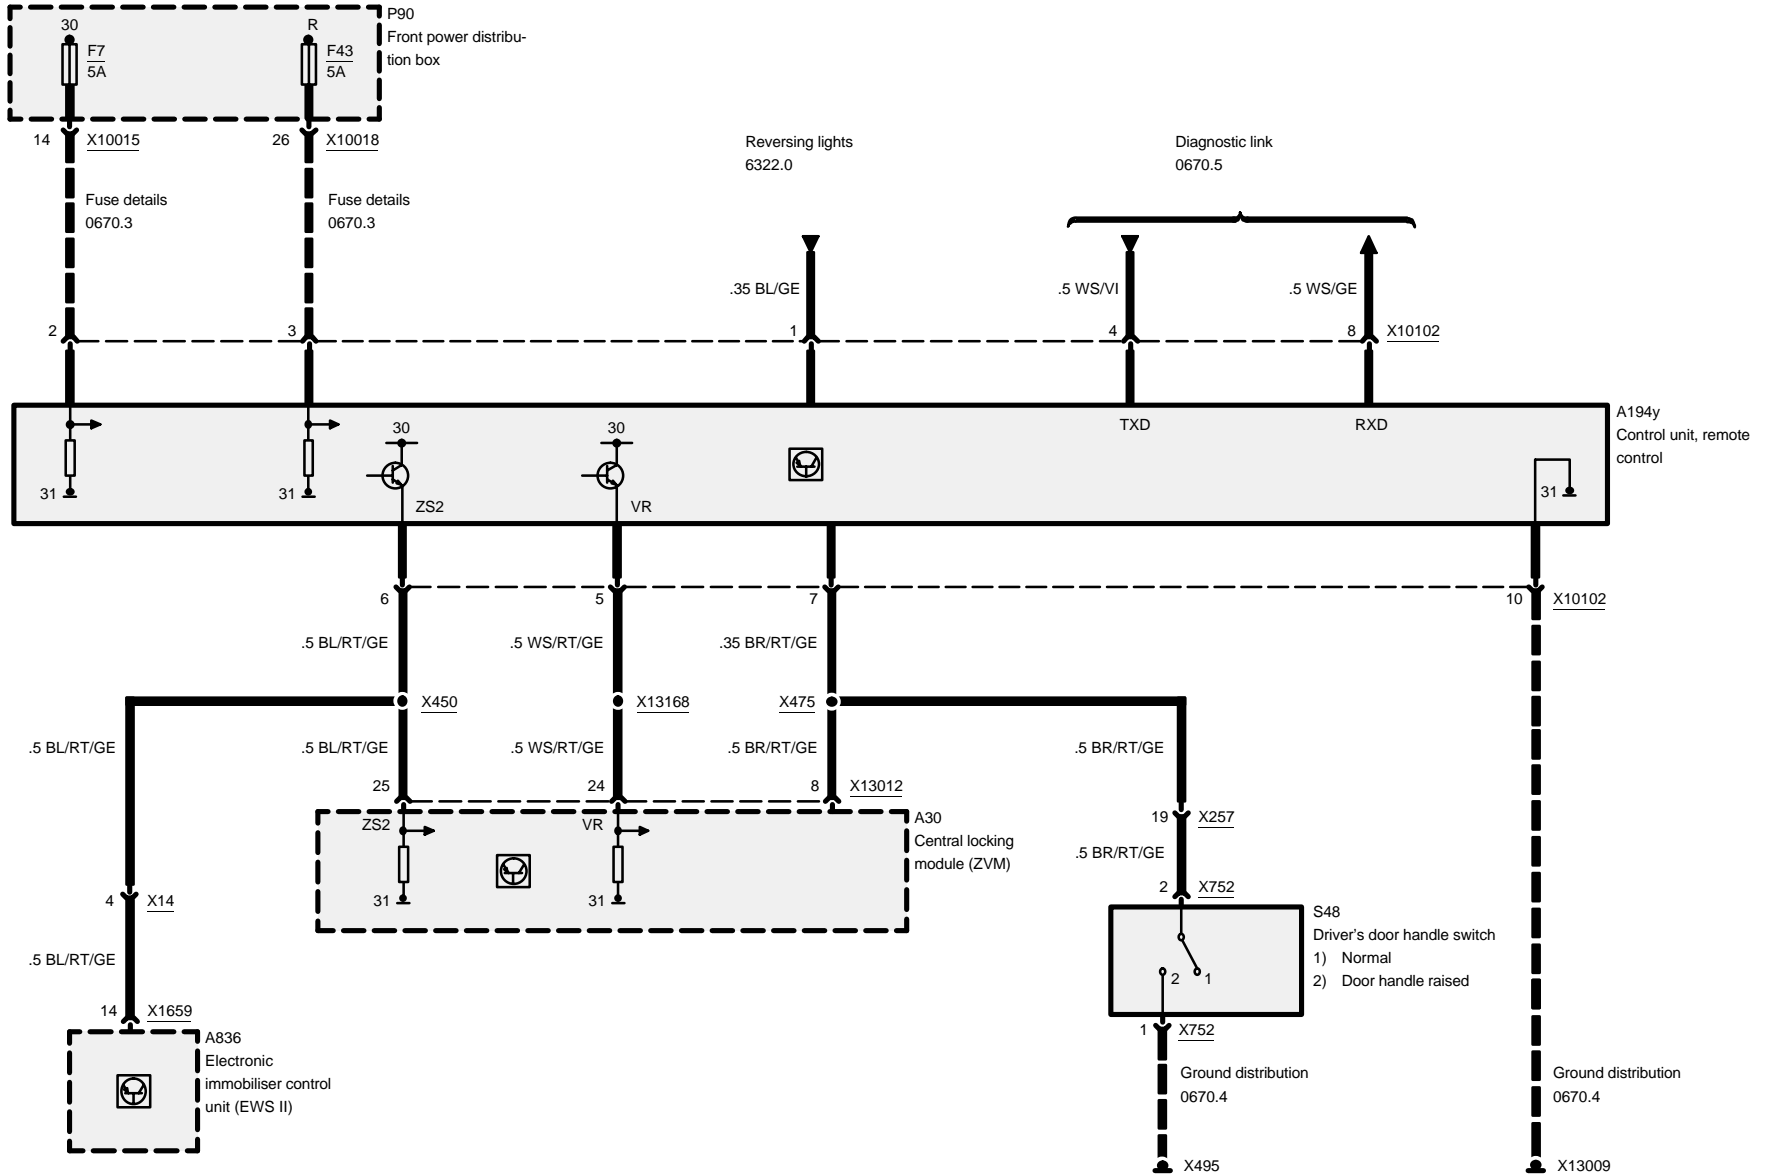 P90
Front power distribu-
tion box
30
F7
5A
R
F43
5A
14
X10015
26
X10018
Fuse details
0670.3
Fuse details
0670.3
Reversing lights
6322.0
Diagnostic link
0670.5
.35 BL/GE
.5 WS/VI
.5 WS/GE
2
3
1
4
8
X10102
A194y
Control unit, remote
control
TXD
RXD
30
30
31
31
ZS2
VR
31
6
5
7
10
X10102
.5 BL/RT/GE
.5 WS/RT/GE
.35 BR/RT/GE
X450
X13168
X475
.5 BL/RT/GE
.5 BL/RT/GE
.5 WS/RT/GE
.5 BR/RT/GE
.5 BR/RT/GE
25
24
8
X13012
A30
Central locking
module (ZVM)
ZS2
VR
31
31
19
X257
.5 BR/RT/GE
2
X752
4
X14
.5 BL/RT/GE
14
X1659
A836
Electronic
immobiliser control
unit (EWS II)
S48
Driver's door handle switch
1) Normal
2) Door handle raised
2
1
1
X752
Ground distribution
0670.4
Ground distribution
0670.4
X495
X13009